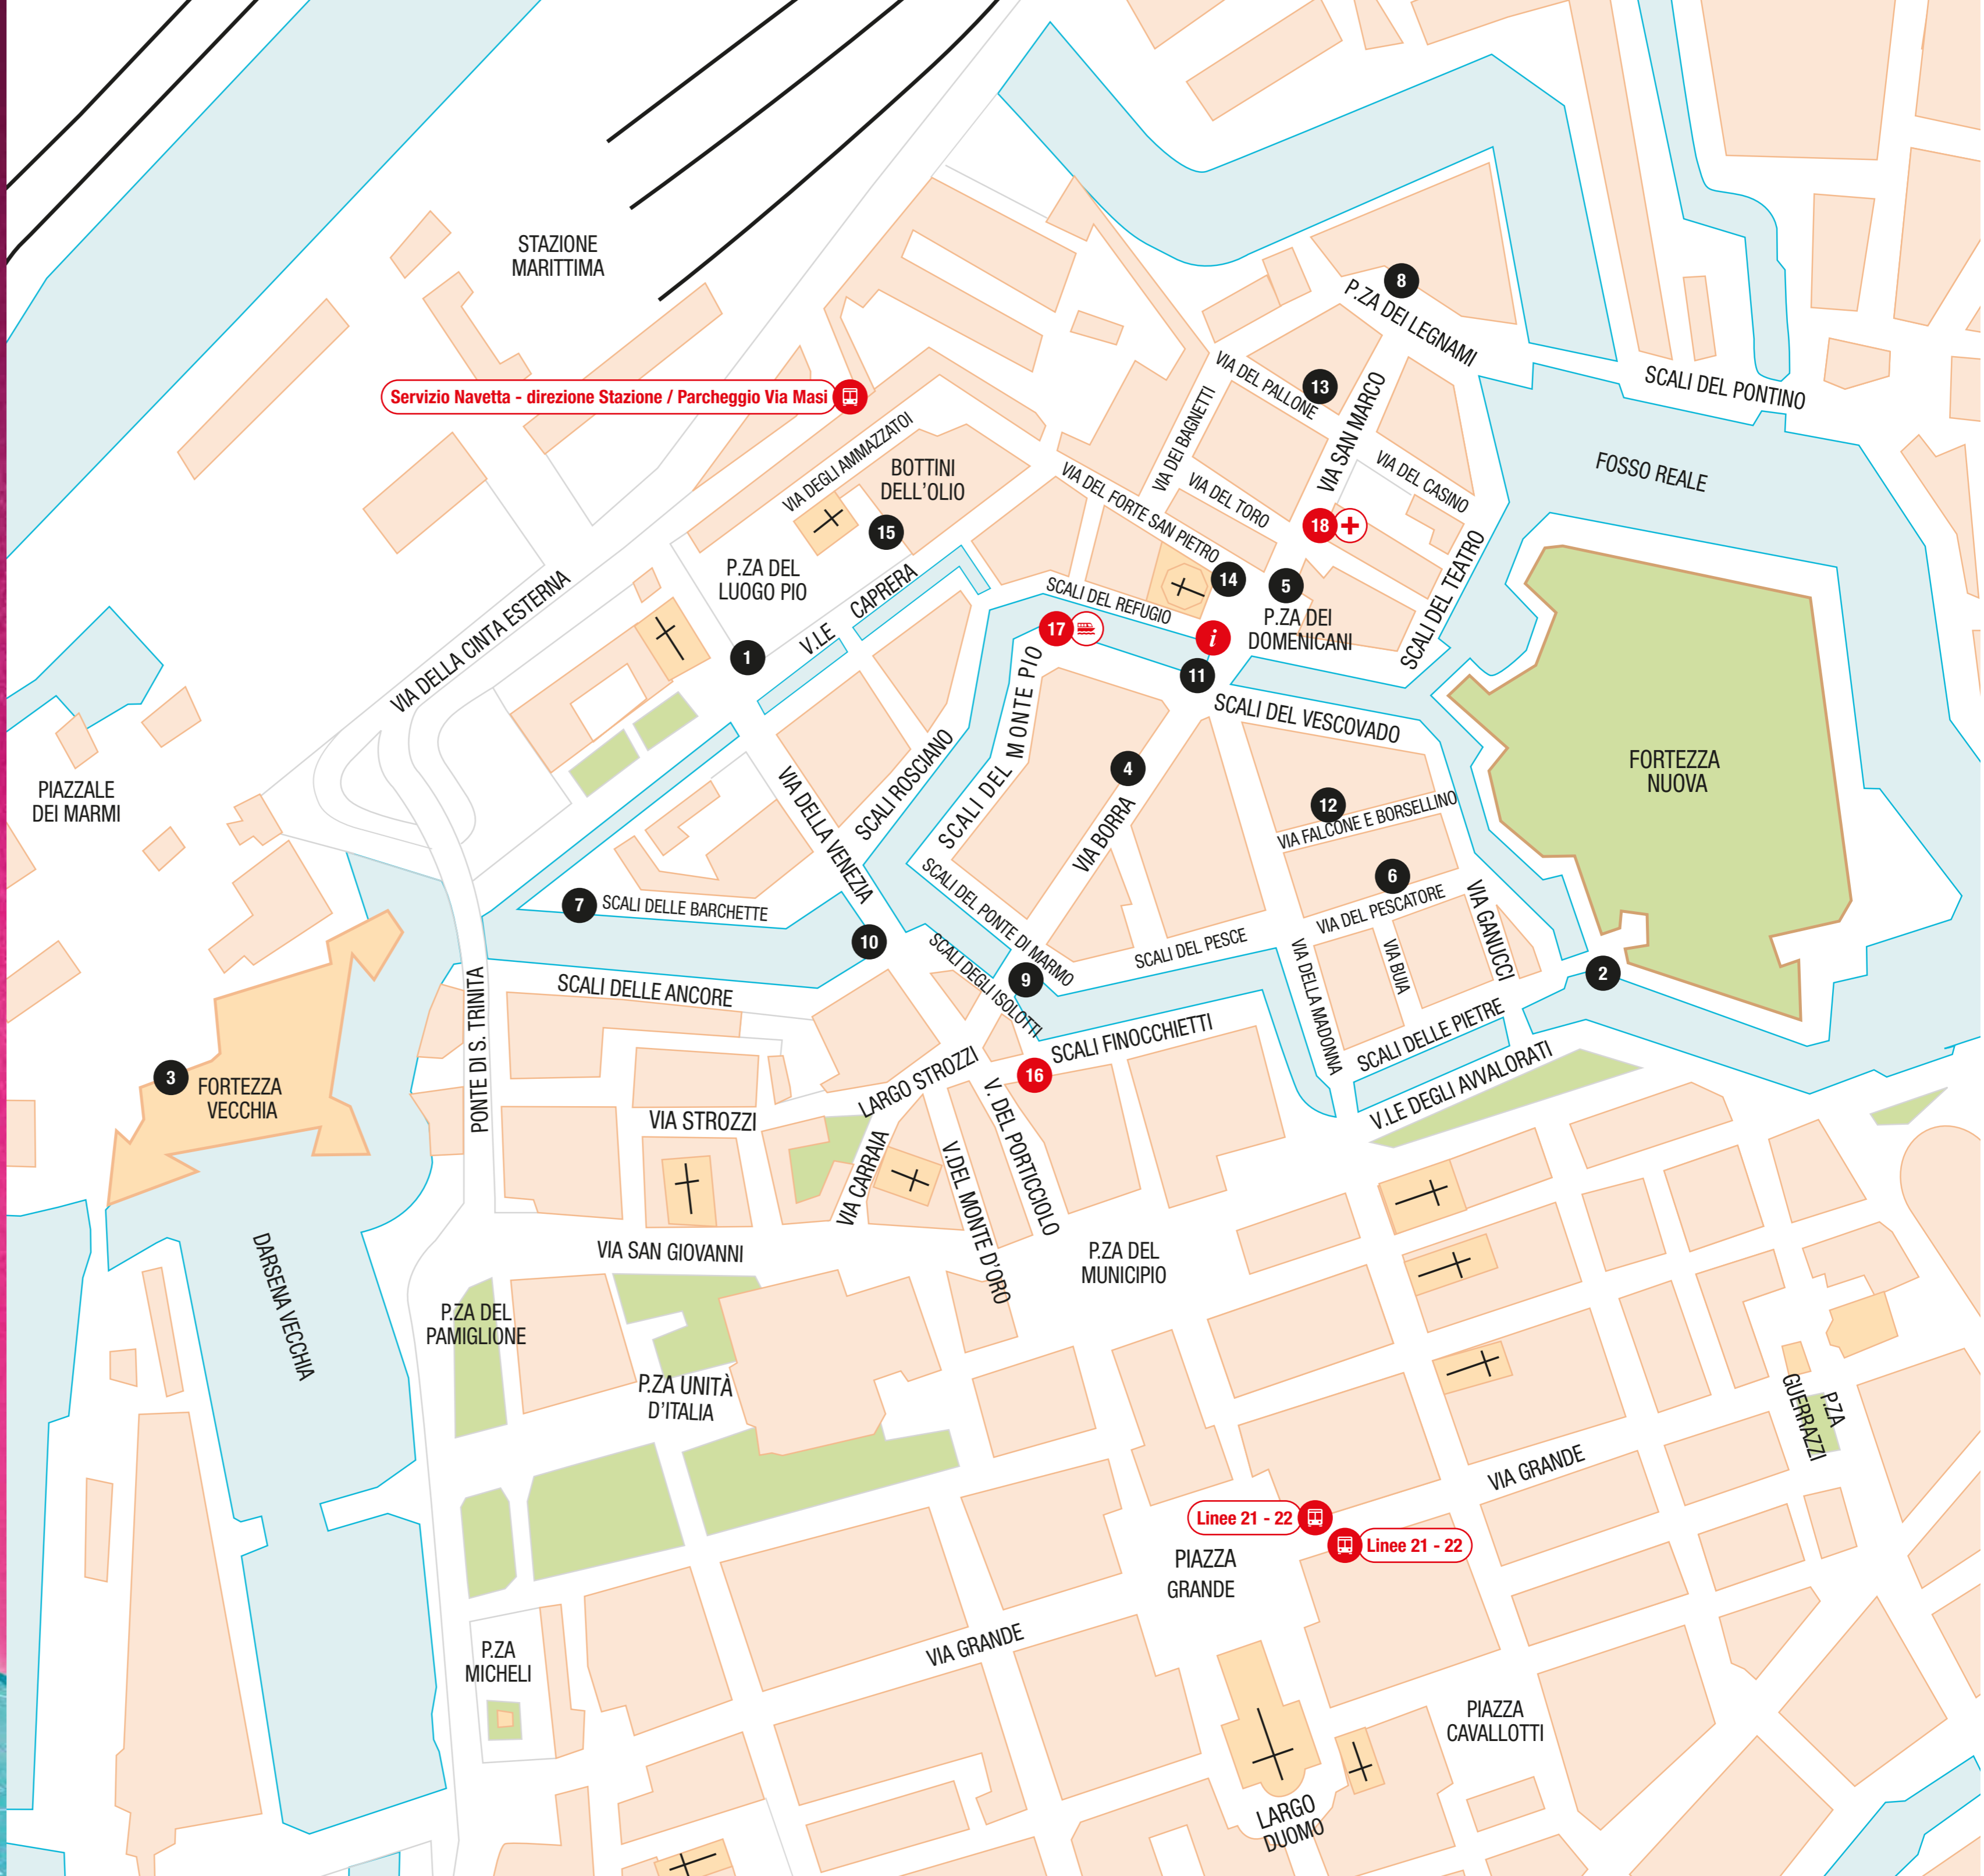 STAZIONE
MARITTIMA
8
P.ZA DEI LEGNAMI
SCALI DEL PONTINO
Servizio Navetta - direzione Stazione / Parcheggio Via Masi
VIA DEL PALLONE
13
VIA SAN MARCO
VIA DEI BAGNETTI
VIA DEGLI AMMAZZATOI
BOTTINI
DELL'OLIO
15
VIA DEL FORTE SAN PIETRO
VIA DEL TORO
VIA DEL CASINO
18
FOSSO REALE
P.ZA DEL
LUOGO PIO
V.LE CAPRERA
SCALI DEL REFUGIO
14
5
P.ZA DEI
DOMENICANI
SCALI DEL TEATRO
VIA DELLA CINTA ESTERNA
1
17
i
11
SCALI DEL VESCOVADO
SCALI DEL MONTE PIO
SCALI ROSCIANO
4
VIA BORRA
FORTEZZA
NUOVA
PIAZZALE
DEI MARMI
VIA DELLA VENEZIA
12
VIA FALCONE E BORSELLINO
6
VIA DEL PESCATORE
VIA GANUCCI
7
SCALI DELLE BARCHETTE
10
SCALI DEL PONTE DI MARMO
SCALI DEGLI ISOLOTTI
9
SCALI DEL PESCE
VIA DELLA MADONNA
VIA BUIA
2
SCALI DELLE ANCORE
PONTE DI S. TRINITA
SCALI FINOCCHIETTI
SCALI DELLE PIETRE
V.LE DEGLI AVVALORATI
3
FORTEZZA
VECCHIA
16
LARGO STROZZI
VIA STROZZI
VIA CARRAIA
V.DEL MONTE D'ORO
V. DEL PORTICCIOLO
VIA SAN GIOVANNI
P.ZA DEL
MUNICIPIO
DARSENA VECCHIA
P.ZA DEL
PAMIGLIONE
P.ZA UNITÀ
D'ITALIA
P.ZA
GUERRAZZI
VIA GRANDE
Linee 21 - 22
Linee 21 - 22
PIAZZA
GRANDE
VIA GRANDE
P.ZA
MICHELI
PIAZZA
CAVALLOTTI
LARGO
DUOMO